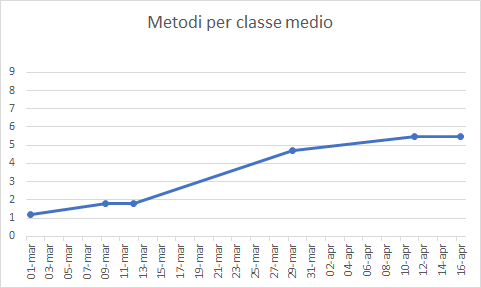 Metodi per classe medio
9
8
7
6
5
4
3
2
1
0
01-mar
03-mar
05-mar
07-mar
09-mar
11-mar
13-mar
15-mar
17-mar
19-mar
21-mar
23-mar
25-mar
27-mar
29-mar
31-mar
02-apr
04-apr
06-apr
08-apr
10-apr
12-apr
14-apr
16-apr